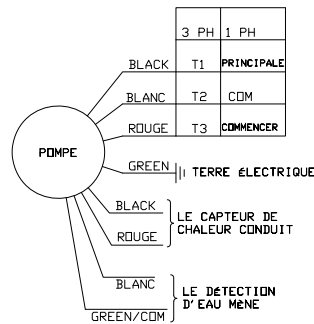 3 PH 1 PH
BLACK T1 PRINCIPALE
BLANC T2 COM
ROUGE T3 COMMENCER
POMPE
GREEN TERRE ÉLECTRIQUE
BLACK
LE CAPTEUR DE
CHALEUR CONDUIT
ROUGE
BLANC
LE DÉTECTION
D'EAU MÈNE
GREEN/COM